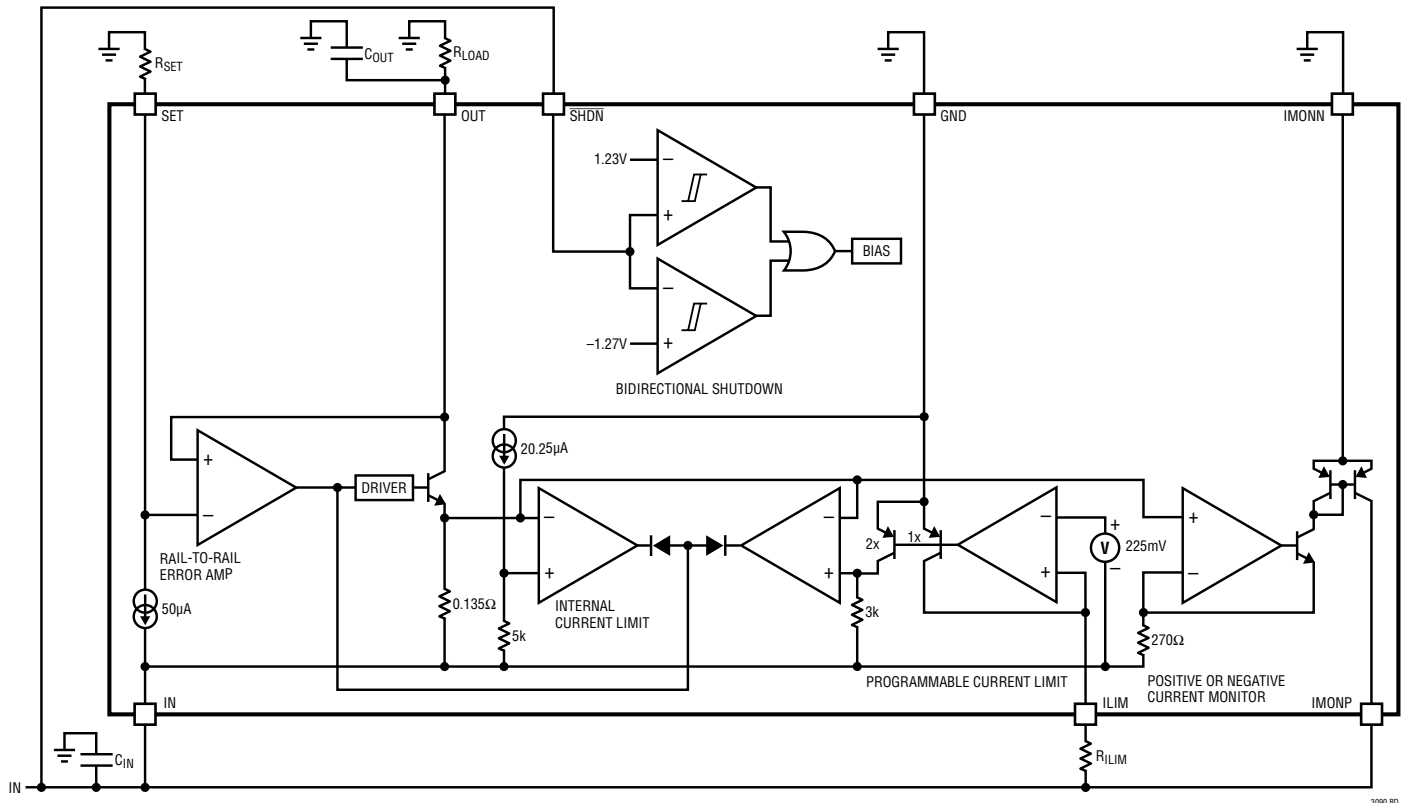 RSET
COUT
RLOAD
SET
OUT
SHDN
GND
IMONN
1.23V
−
+
−
−1.27V
+
BIAS
BIDIRECTIONAL SHUTDOWN
20.25µA
+
−
DRIVER
RAIL-TO-RAIL
ERROR AMP
50µA
−
+
INTERNAL
CURRENT LIMIT
0.135Ω
5k
−
+
2x
1x
3k
−
+
+
V
−
225mV
PROGRAMMABLE CURRENT LIMIT
+
−
270Ω
POSITIVE OR NEGATIVE
CURRENT MONITOR
IN
ILIM
IMONP
CIN
RILIM
IN
3090 BD